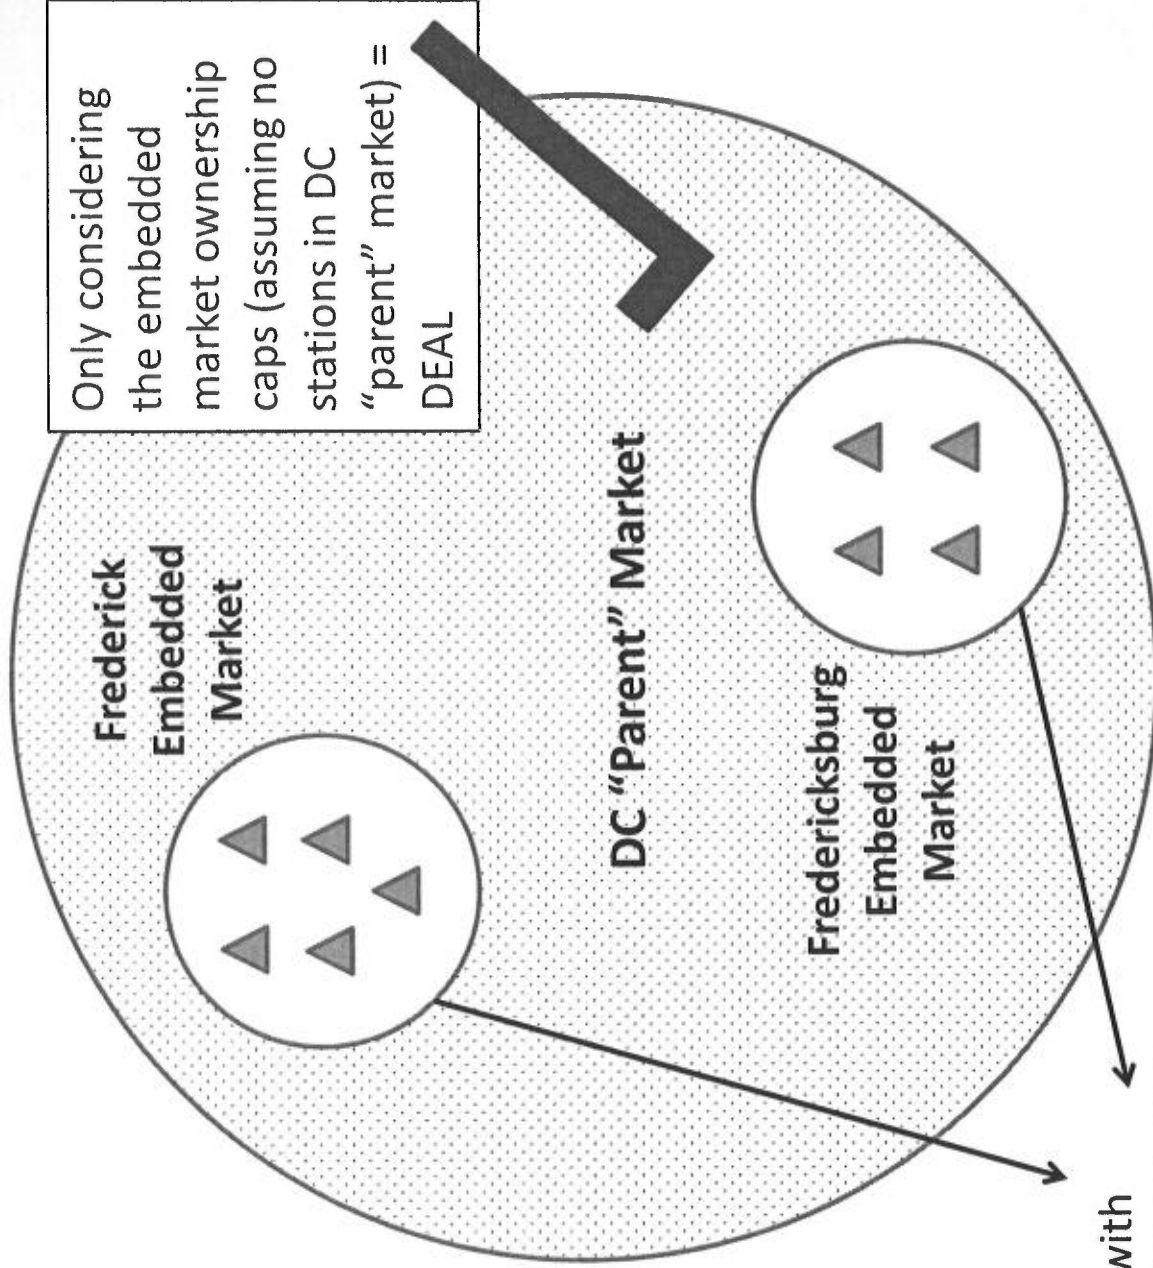 Only considering
the embedded
market ownership
caps (assuming no
stations in DC
“parent” market) =
DEAL
Frederick
Embedded
Market
DC “Parent” Market
Fredericksburg
Embedded
Market
with